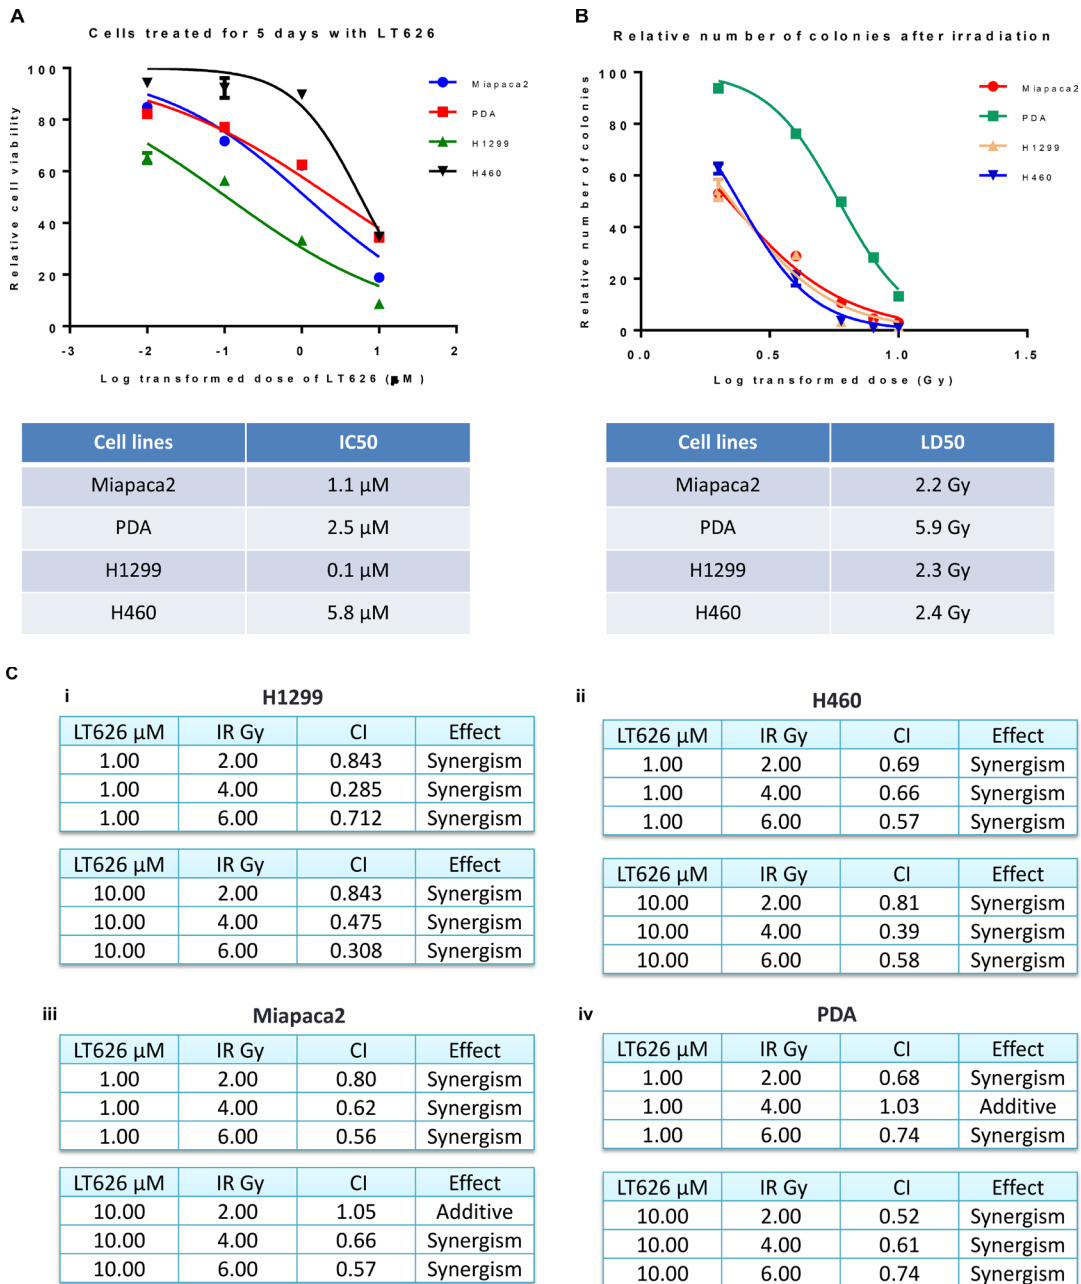 A
Cells treated for 5 days with LT626
Relative cell viability
100
80
60
40
20
0
-3
-2
-1
0
1
2
Log transformed dose of LT626 (μM)
Miapaca2
PDA
H1299
H460
Cell lines IC50
Miapaca2 1.1 μM
PDA 2.5 μM
H1299 0.1 μM
H460 5.8 μM
B
Relative number of colonies after irradiation
Relative number of colonies
100
80
60
40
20
0
0.0
0.5
1.0
1.5
Log transformed dose (Gy)
Miapaca2
PDA
H1299
H460
Cell lines LD50
Miapaca2 2.2 Gy
PDA 5.9 Gy
H1299 2.3 Gy
H460 2.4 Gy
C
i
H1299
LT626 μM IR Gy CI Effect
1.00 2.00 0.843 Synergism
1.00 4.00 0.285 Synergism
1.00 6.00 0.712 Synergism
LT626 μM IR Gy CI Effect
10.00 2.00 0.843 Synergism
10.00 4.00 0.475 Synergism
10.00 6.00 0.308 Synergism
ii
H460
LT626 μM IR Gy CI Effect
1.00 2.00 0.69 Synergism
1.00 4.00 0.66 Synergism
1.00 6.00 0.57 Synergism
LT626 μM IR Gy CI Effect
10.00 2.00 0.81 Synergism
10.00 4.00 0.39 Synergism
10.00 6.00 0.58 Synergism
iii
Miapaca2
LT626 μM IR Gy CI Effect
1.00 2.00 0.80 Synergism
1.00 4.00 0.62 Synergism
1.00 6.00 0.56 Synergism
LT626 μM IR Gy CI Effect
10.00 2.00 1.05 Additive
10.00 4.00 0.66 Synergism
10.00 6.00 0.57 Synergism
iv
PDA
LT626 μM IR Gy CI Effect
1.00 2.00 0.68 Synergism
1.00 4.00 1.03 Additive
1.00 6.00 0.74 Synergism
LT626 μM IR Gy CI Effect
10.00 2.00 0.52 Synergism
10.00 4.00 0.61 Synergism
10.00 6.00 0.74 Synergism